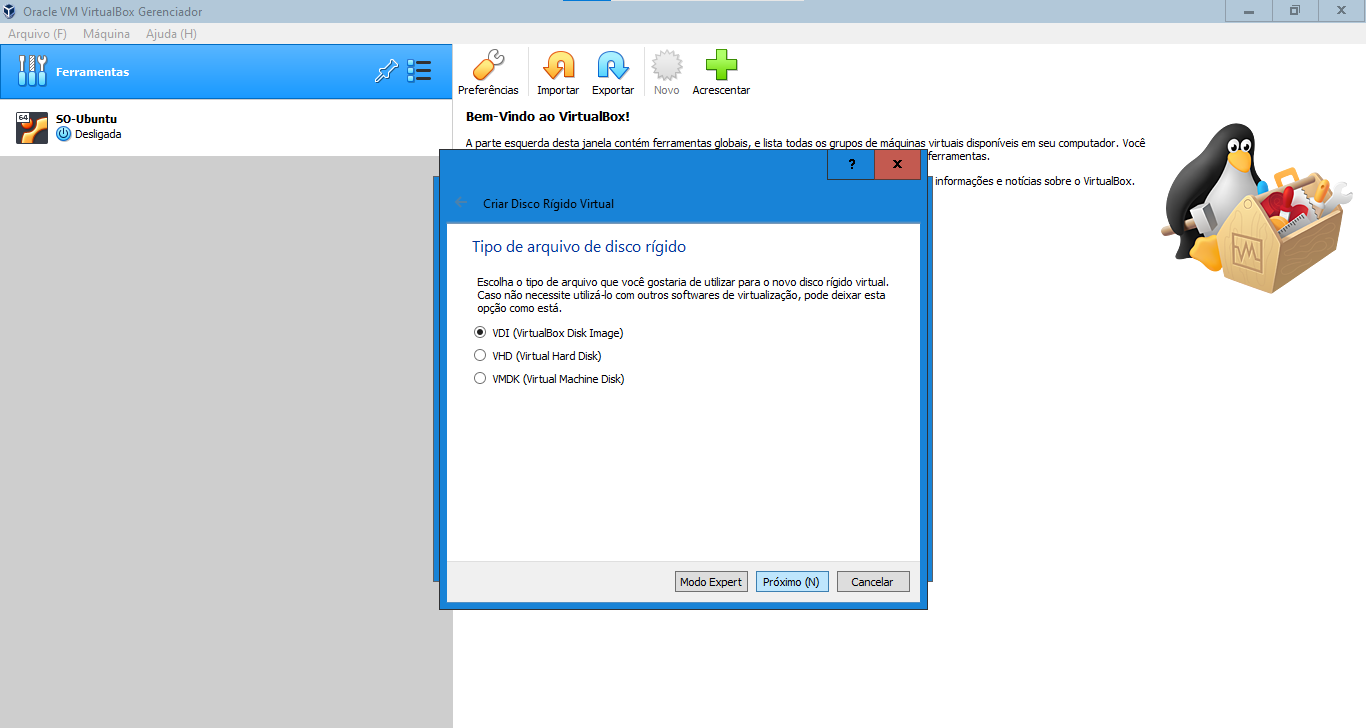 Oracle VM VirtualBox Gerenciador
Arquivo (F) Máquina Ajuda (H)
Ferramentas
64
SO-Ubuntu
Desligada
Preferências Importar Exportar Novo Acrescentar
Bem-Vindo ao VirtualBox!
A parte esquerda desta janela contém ferramentas globais, e lista todas os grupos de máquinas virtuais disponíveis em seu computador. Você
ferramentas.
informações e notícias sobre o VirtualBox.
? x
Criar Disco Rígido Virtual
Tipo de arquivo de disco rígido
Escolha o tipo de arquivo que você gostaria de utilizar para o novo disco rígido virtual.
Caso não necessite utilizá-lo com outros softwares de virtualização, pode deixar esta
opção como está.
VDI (VirtualBox Disk Image)
VHD (Virtual Hard Disk)
VMDK (Virtual Machine Disk)
Modo Expert Próximo (N) Cancelar